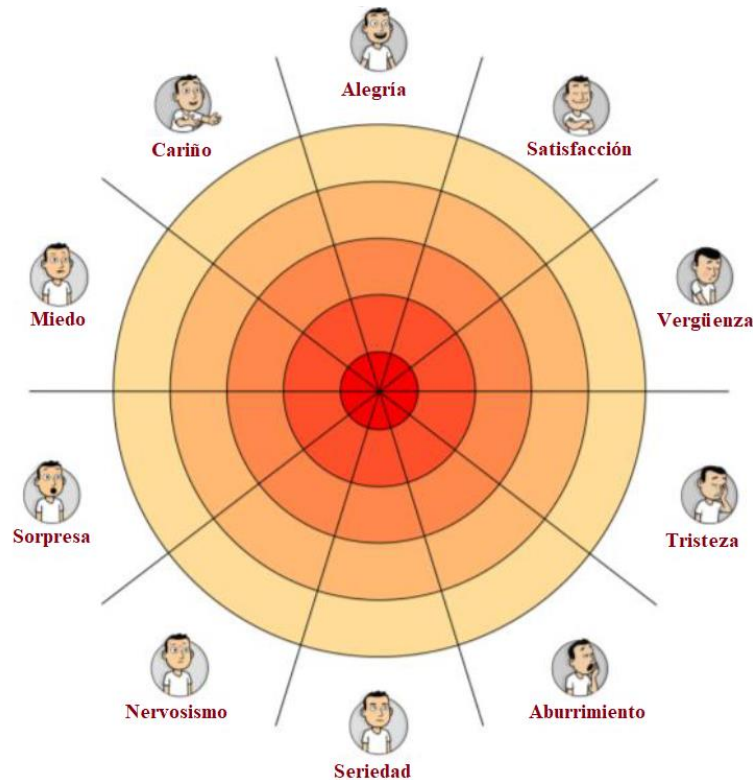 Alegría
Cariño
Satisfacción
Miedo
Vergüenza
Sorpresa
Tristeza
Nervosismo
Aburrimiento
Seriedad